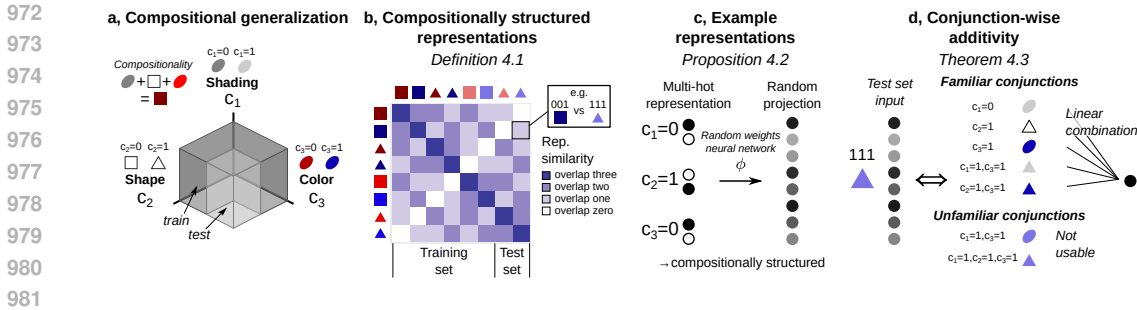 972
973
974
975
976
977
978
979
980
981
a, Compositional generalization
Compositionality
+ +
=
c₁=0 c₁=1
Shading
C₁
c₂=0 c₂=1
Shape
C₂
c₃=0 c₃=1
Color
C₃
train
test
b, Compositionally structured
representations
Definition 4.1
e.g.
001 111
vs
Rep.
similarity
overlap three
overlap two
overlap one
overlap zero
Training
set
Test
set
c, Example
representations
Proposition 4.2
Multi-hot
representation
Random
projection
c₁=0
c₂=1
c₃=0
Random weights
neural network
ϕ
→compositionally structured
d, Conjunction-wise
additivity
Theorem 4.3
Test set
input
111
⇔
Familiar conjunctions
c₁=0
c₂=1
c₃=1
c₁=1,c₃=1
c₂=1,c₃=1
Linear
combination
Unfamiliar conjunctions
c₁=1,c₃=1
c₁=1,c₂=1,c₃=1
Not
usable